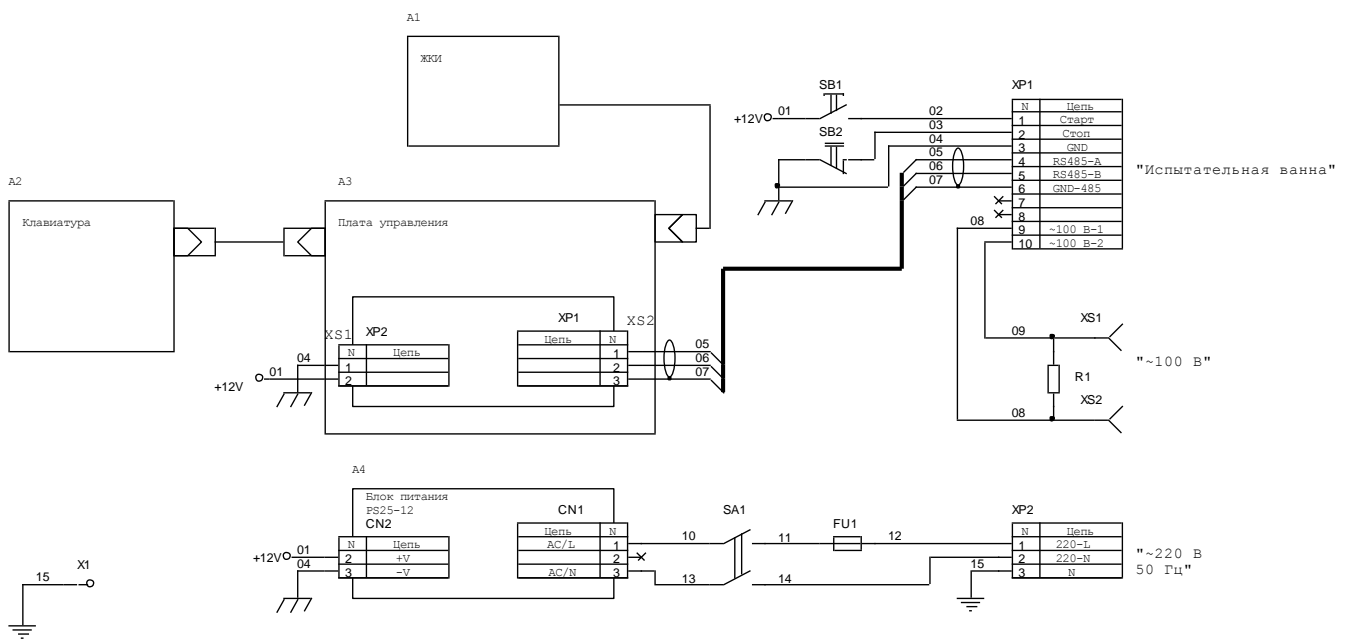 A1
ЖКИ
A2
Клавиатура
A3
Плата управления
XS1
XP2
N Цепь
1
2
04
01
+12V
XP1
XS2
Цепь N
1
2
3
05
06
07
SB1
+12V
01
02
SB2
03
04
05
06
07
08
XP1
N Цепь
1 Старт
2 Стоп
3 GND
4 RS485-A
5 RS485-B
6 GND-485
7
8
9 ~100 В-1
10 ~100 В-2
"Испытательная ванна"
09
XS1
R1
"~100 В"
08
XS2
A4
Блок питания
PS25-12
CN2
N Цепь
2 +V
3 -V
+12V
01
04
CN1
Цепь N
AC/L 1
2
AC/N 3
10
13
SA1
11
14
FU1
12
15
XP2
N Цепь
1 220-L
2 220-N
3 N
"~220 В
50 Гц"
15
X1